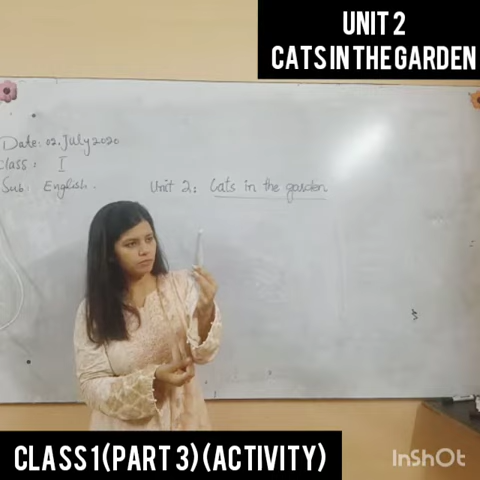 UNIT 2
CATS IN THE GARDEN
Date: 02.July 2020
Class: I
Sub: English.
Unit 2: Cats in the garden
CLASS 1 (PART 3) (ACTIVITY)
InShOt